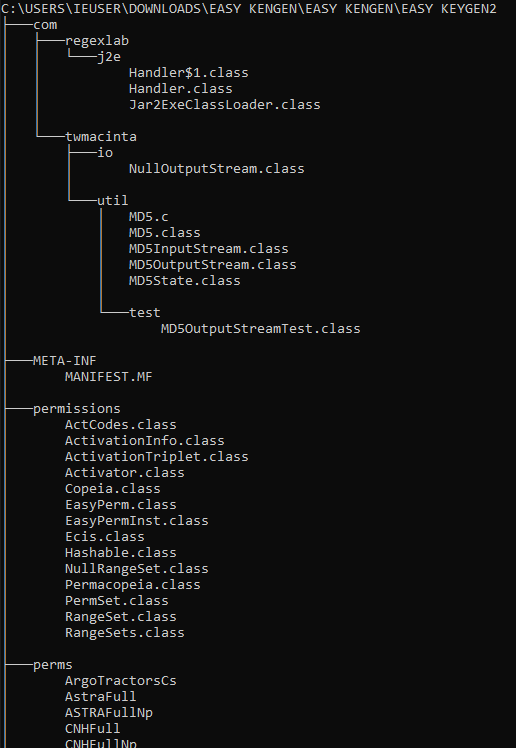 C:\USERS\IEUSER\DOWNLOADS\EASY KENGEN\EASY KENGEN\EASY KEYGEN2
com
regexlab
j2e
Handler$1.class
Handler.class
Jar2ExeClassLoader.class
twmacinta
io
NullOutputStream.class
util
MD5.c
MD5.class
MD5InputStream.class
MD5OutputStream.class
MD5State.class
test
MD5OutputStreamTest.class
META-INF
MANIFEST.MF
permissions
ActCodes.class
ActivationInfo.class
ActivationTriplet.class
Activator.class
Copeia.class
EasyPerm.class
EasyPermInst.class
Ecis.class
Hashable.class
NullRangeSet.class
Permacopeia.class
PermSet.class
RangeSet.class
RangeSets.class
perms
ArgoTractorsCs
AstraFull
ASTRAFullNp
CNHFull
CNHFullNp